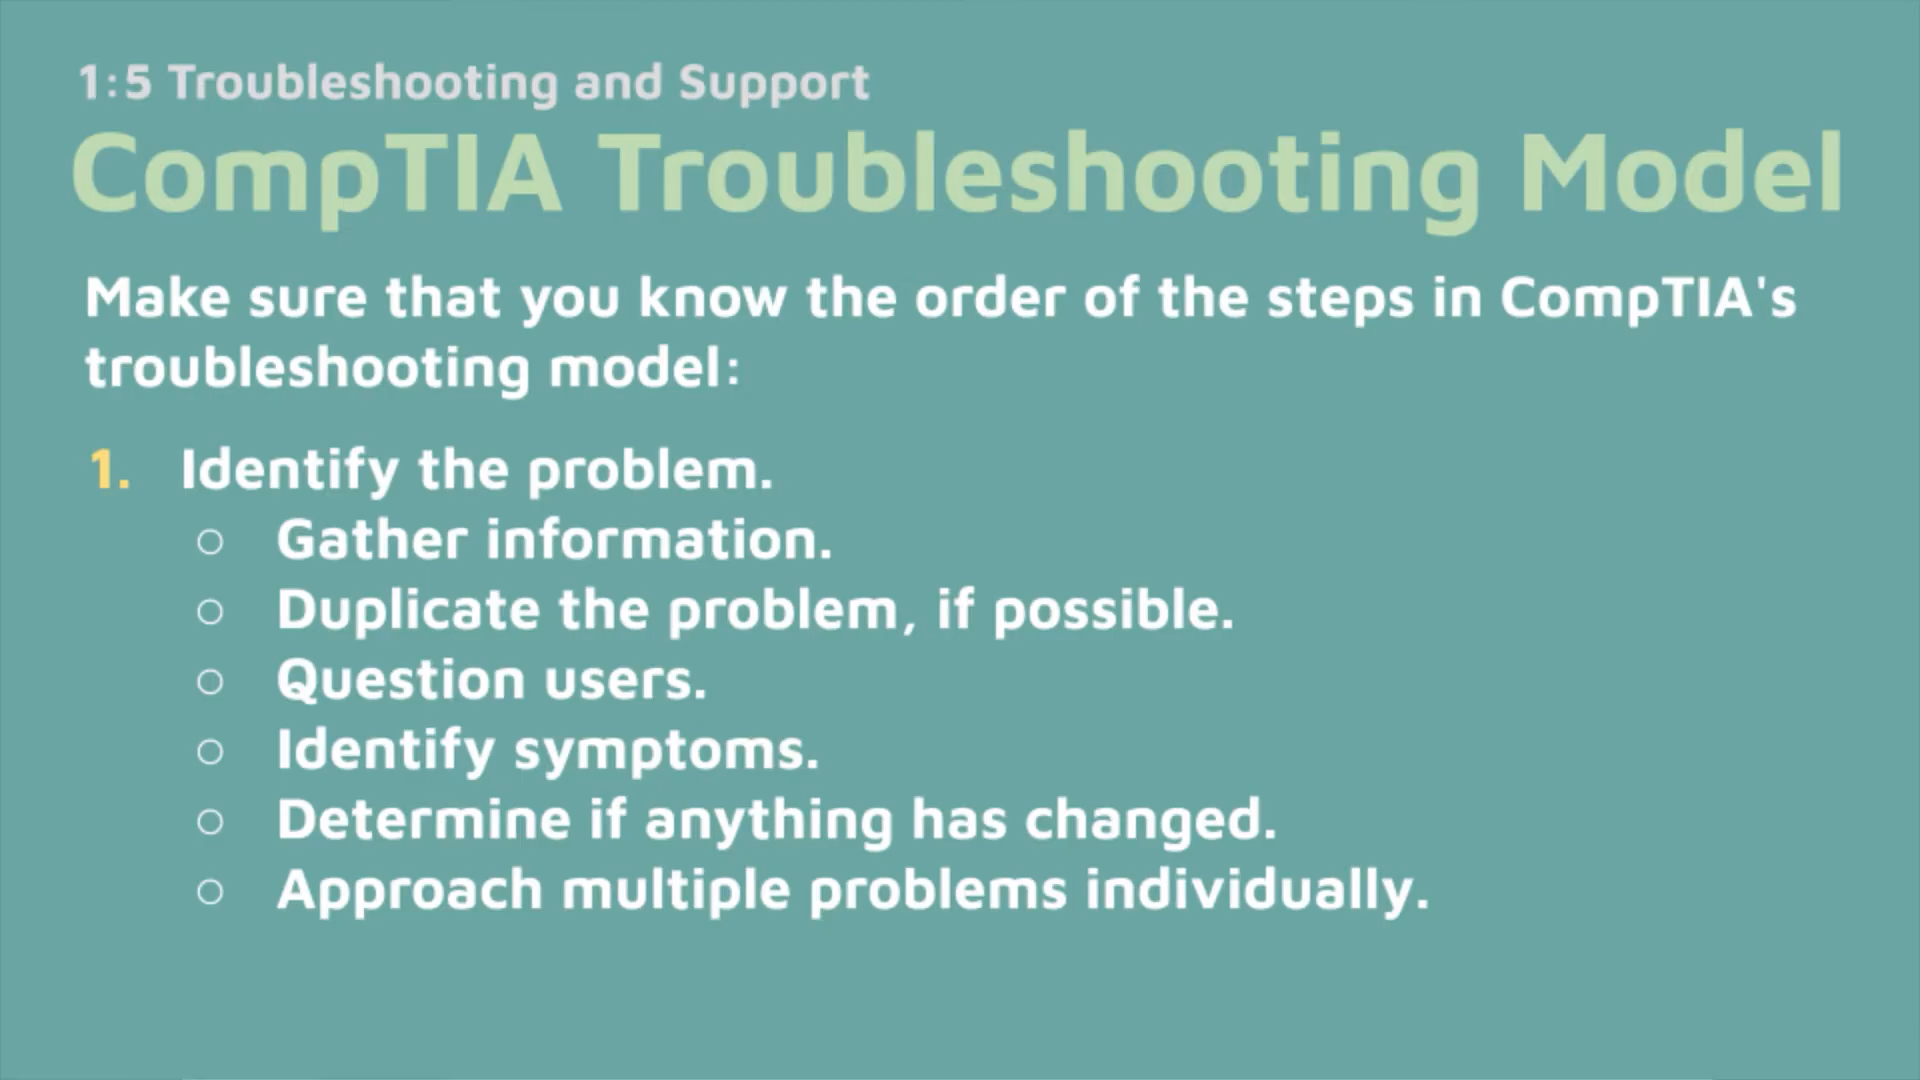 1:5 Troubleshooting and Support
CompTIA Troubleshooting Model
Make sure that you know the order of the steps in CompTIA's
troubleshooting model:
1. Identify the problem.
○ Gather information.
○ Duplicate the problem, if possible.
○ Question users.
○ Identify symptoms.
○ Determine if anything has changed.
○ Approach multiple problems individually.